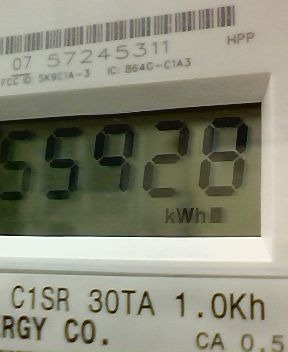 07 57245311
HPP
FCC ID: SK9C1A-3 IC: 864G-C1A3
55928
kWh
C1SR 30TA 1.0Kh
RGY CO.
CA 0.5